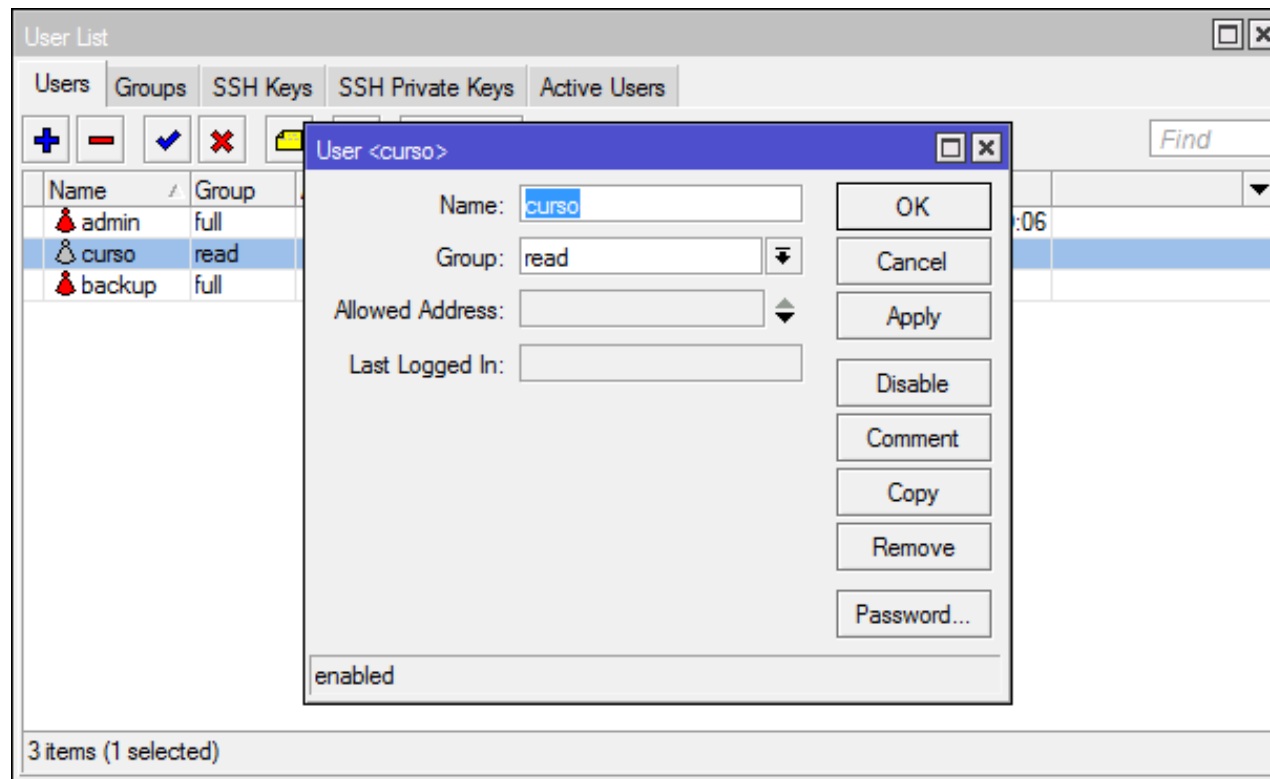 User List
Users Groups SSH Keys SSH Private Keys Active Users
Find
User <curso>
Name Group
admin full :06
curso read
backup full
Name: curso
Group: read
Allowed Address:
Last Logged In:
OK
Cancel
Apply
Disable
Comment
Copy
Remove
Password...
enabled
3 items (1 selected)